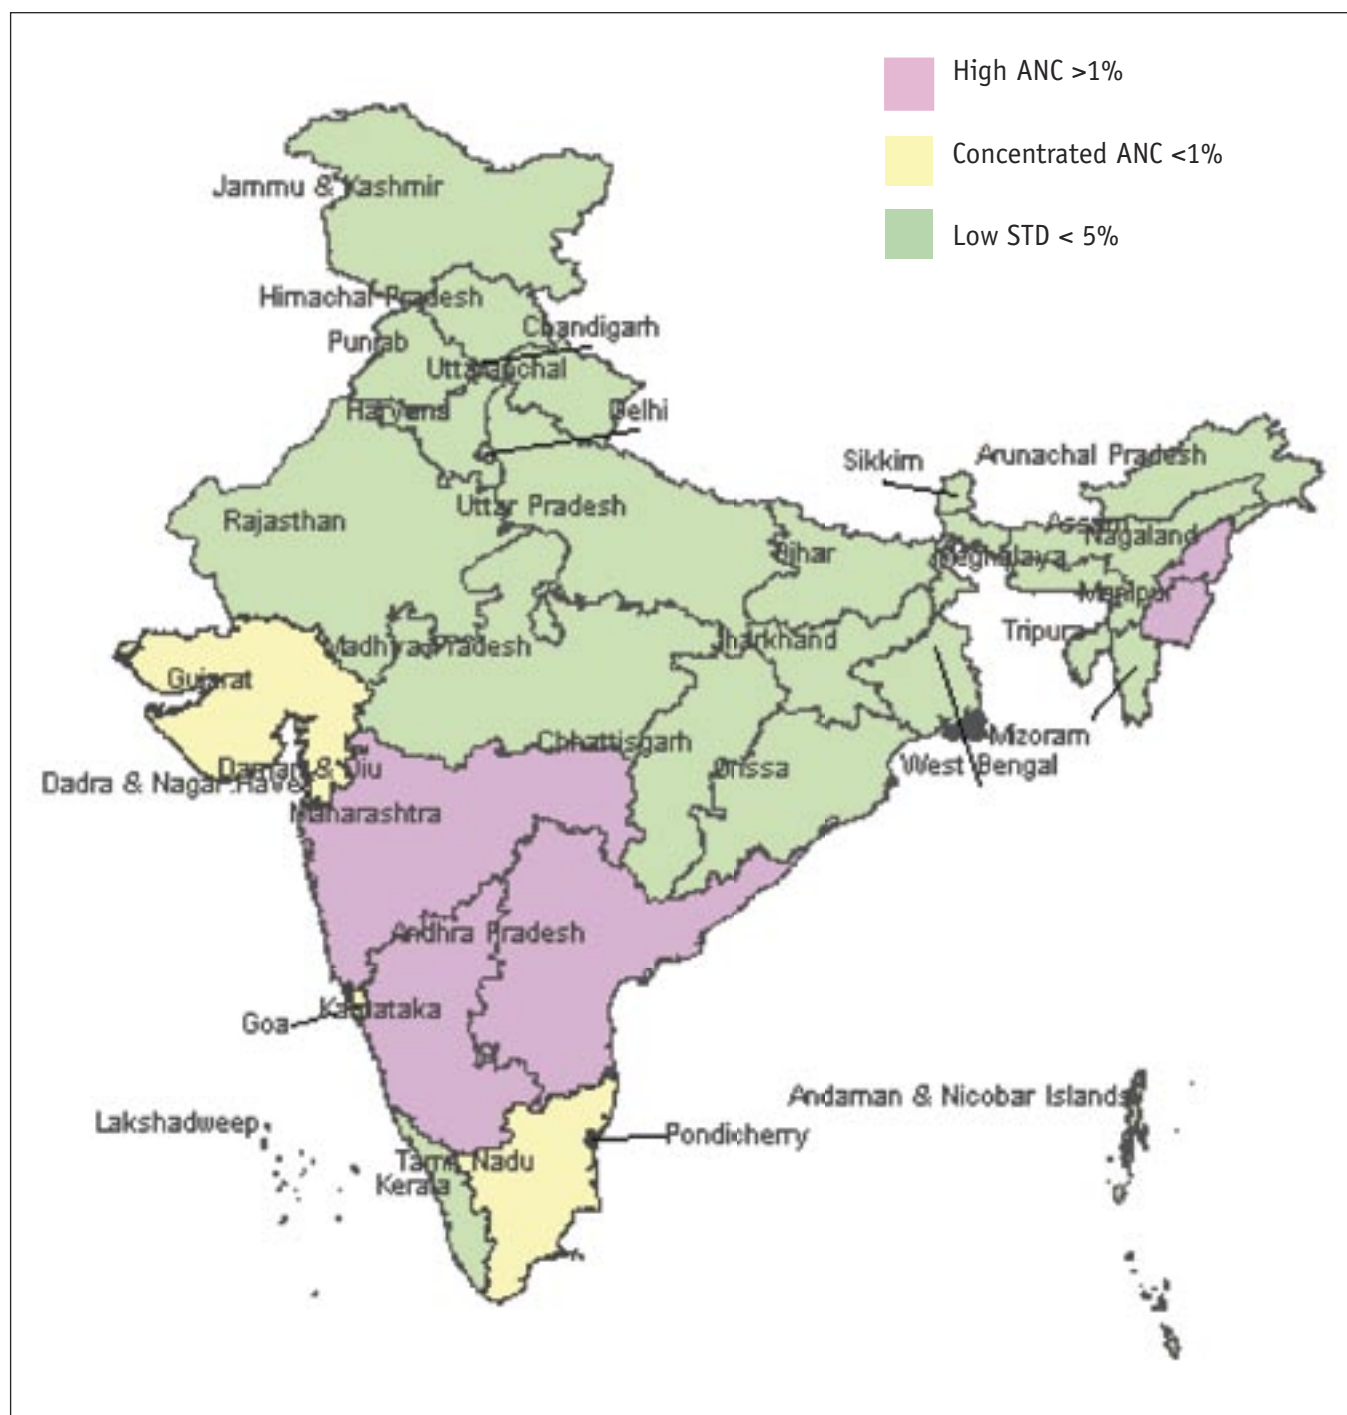 High ANC >1%
Concentrated ANC <1%
Low STD < 5%
Jammu & Kashmir
Himachal Pradesh
Chandigarh
Punjab
Uttaranchal
Haryana
Delhi
Sikkim
Arunachal Pradesh
Rajasthan
Uttar Pradesh
Assam
Nagaland
Bihar
Meghalaya
Manipur
Tripura
Jharkhand
Madhya Pradesh
Gujarat
Mizoram
Chhattisgarh
Orissa
West Bengal
Daman & Diu
Dadra & Nagar Have
Maharashtra
Andhra Pradesh
Karnataka
Goa
Andaman & Nicobar Islands
Lakshadweep
Pondicherry
Tamil Nadu
Kerala